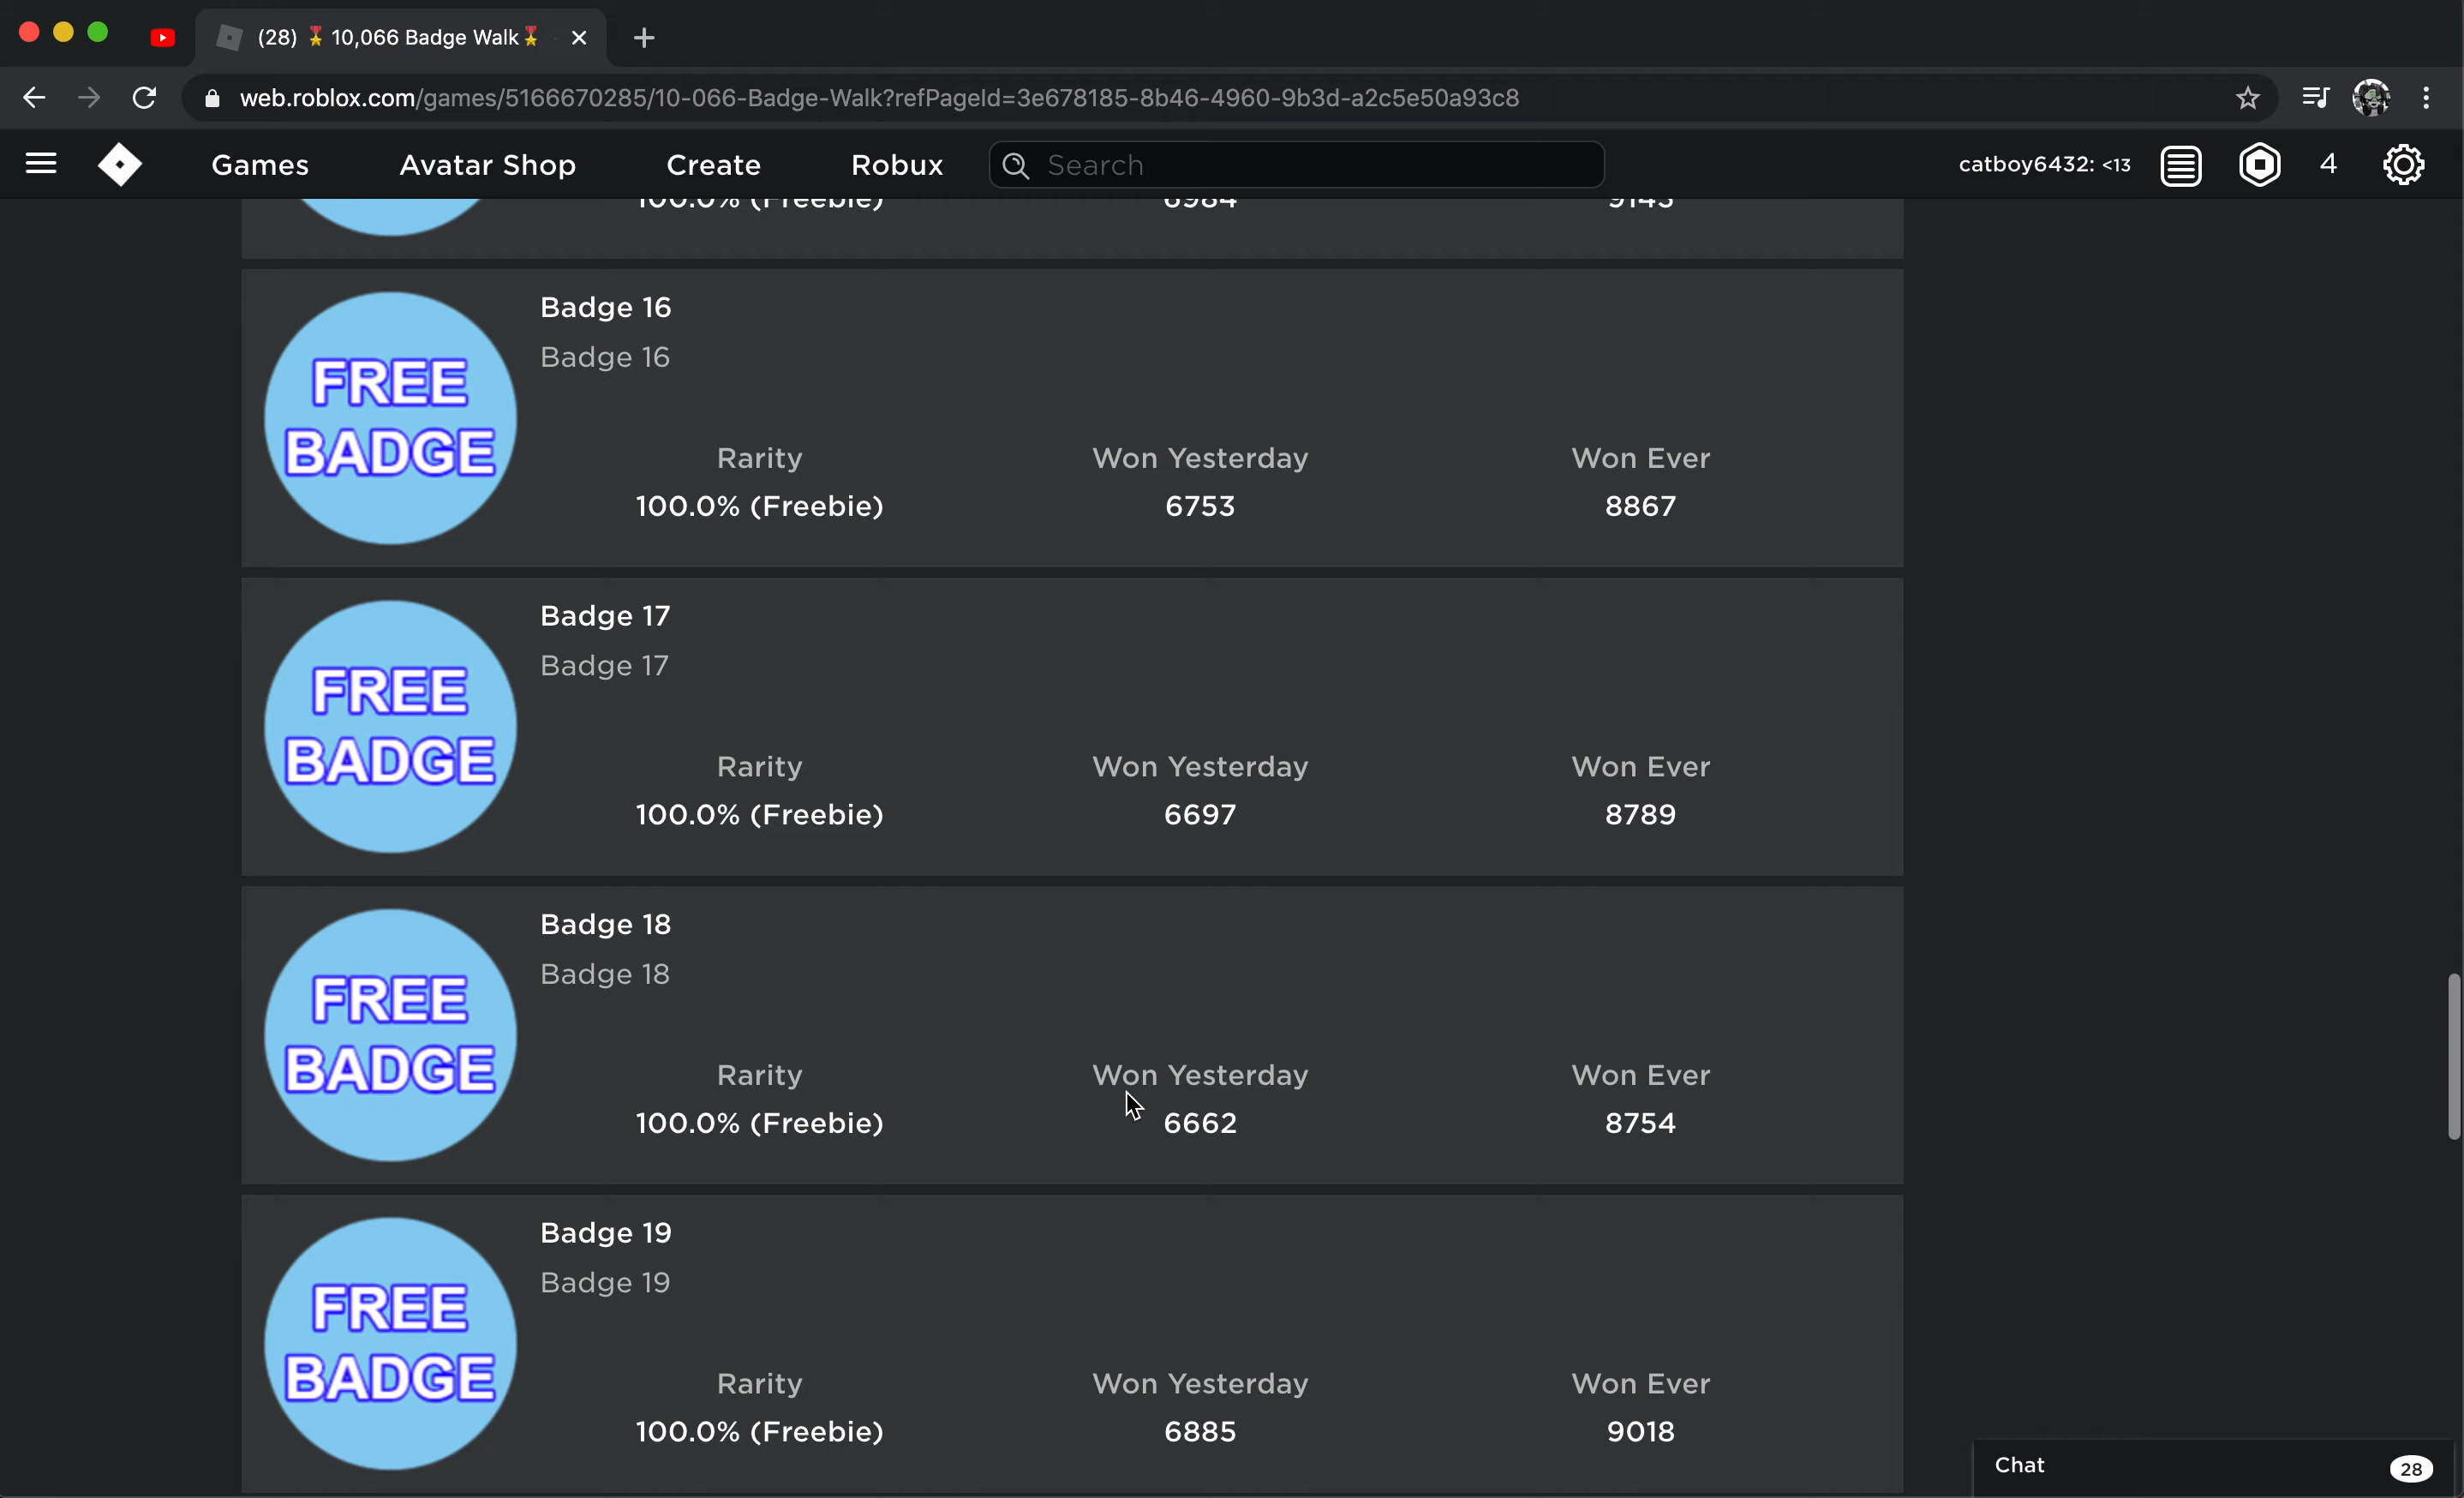 (28) 🎖️ 10,066 Badge Walk🎖️
web.roblox.com/games/5166670285/10-066-Badge-Walk?refPageId=3e678185-8b46-4960-9b3d-a2c5e50a93c8
Games Avatar Shop Create Robux Search catboy6432: <13 4
100.0% (Freebie) 6984 9145
Badge 16
Badge 16
FREE
BADGE
Rarity Won Yesterday Won Ever
100.0% (Freebie) 6753 8867
Badge 17
Badge 17
FREE
BADGE
Rarity Won Yesterday Won Ever
100.0% (Freebie) 6697 8789
Badge 18
Badge 18
FREE
BADGE
Rarity Won Yesterday Won Ever
100.0% (Freebie) 6662 8754
Badge 19
Badge 19
FREE
BADGE
Rarity Won Yesterday Won Ever
100.0% (Freebie) 6885 9018
Chat 28